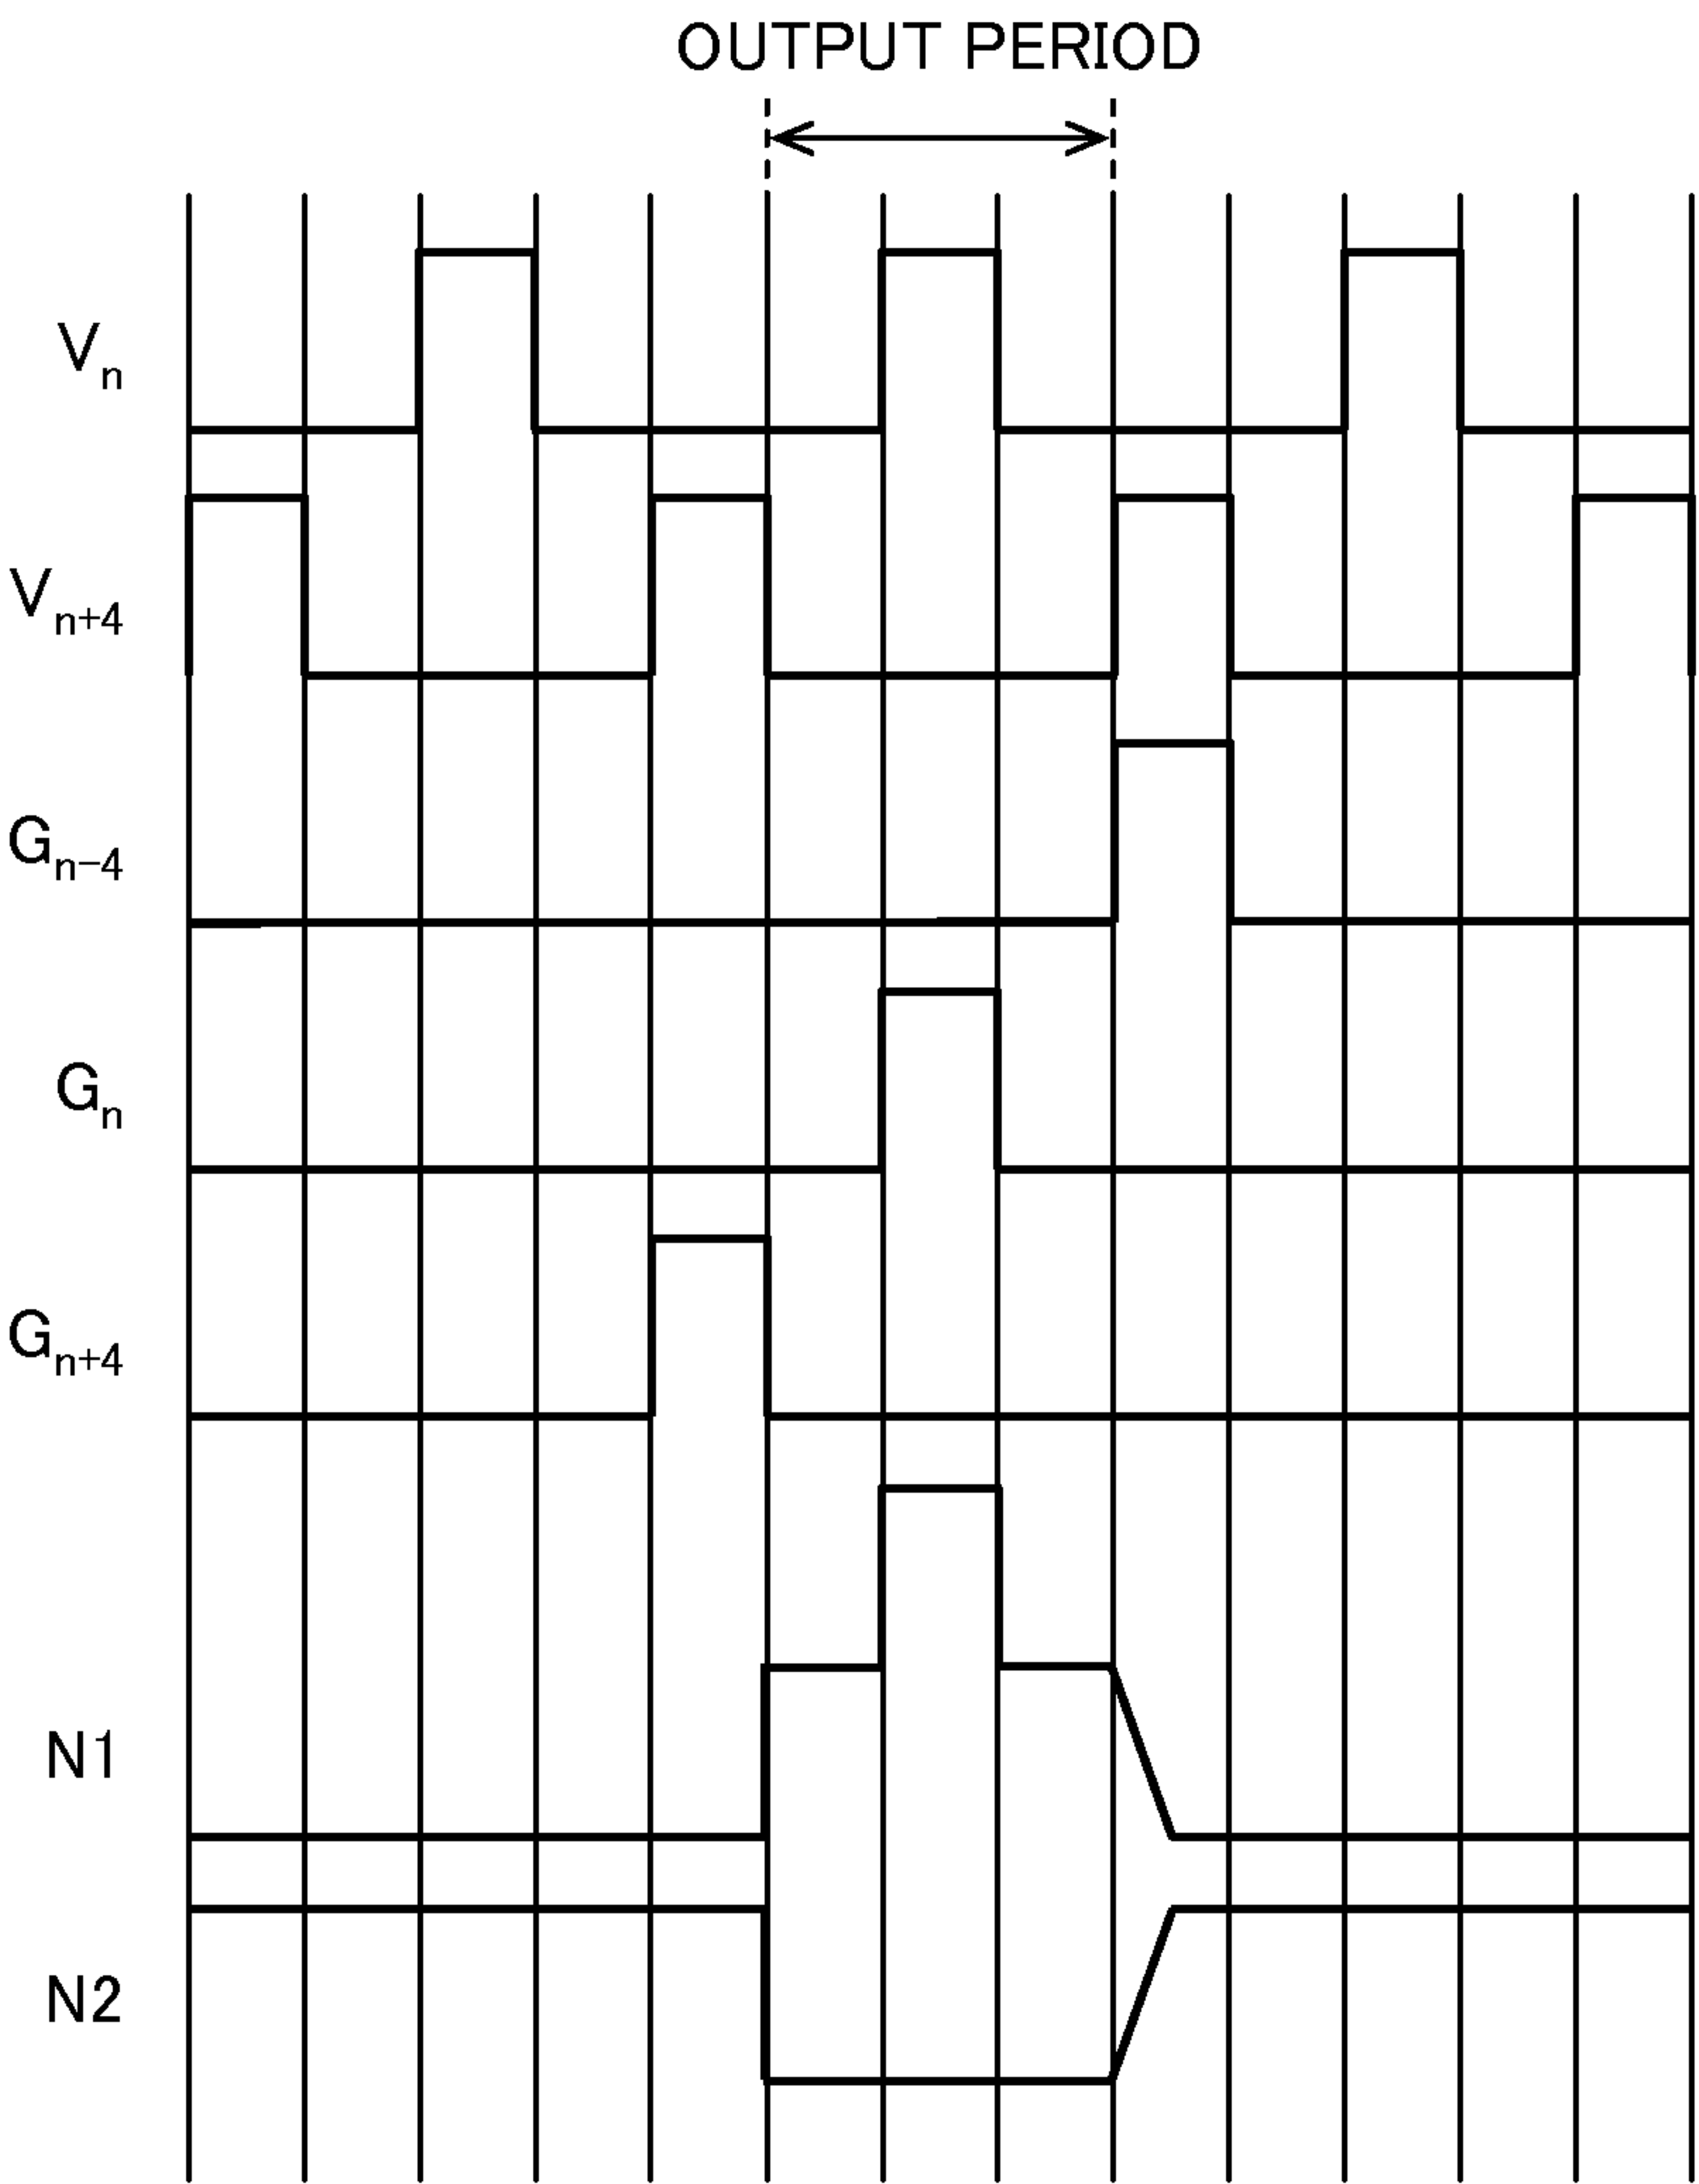 OUTPUT PERIOD
Vn
Vn+4
Gn-4
Gn
Gn+4
N1
N2